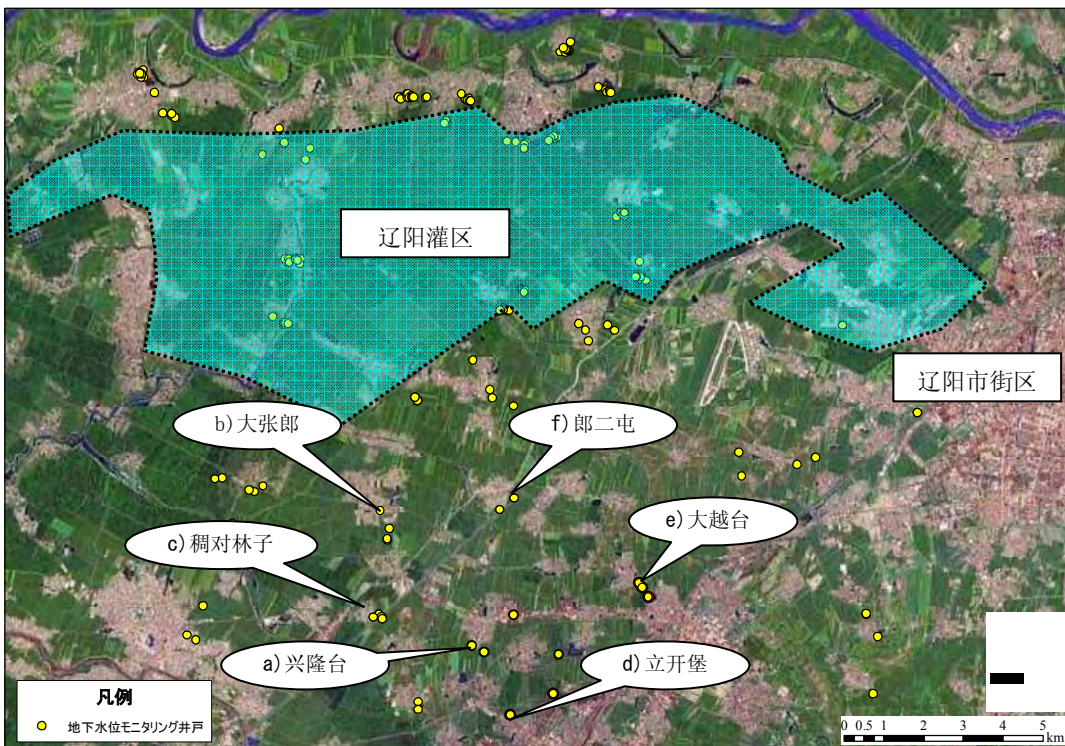 辽阳灌区
辽阳市街区
b)大张郎
f)郎二屯
e)大越台
c)稠对林子
a)兴隆台
d)立开堡
凡例
地下水位モニタリング井戸
0 0.5 1 2 3 4 5
km